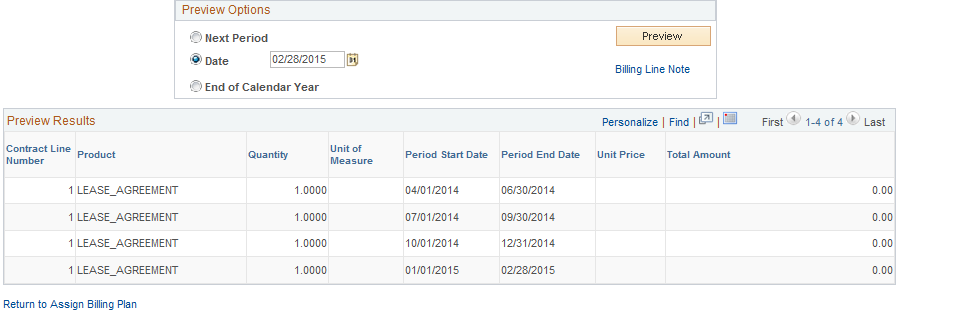 Preview Options
Next Period
Preview
Date 02/28/2015
Billing Line Note
End of Calendar Year
Preview Results Personalize | Find | | First 1-4 of 4 Last
Contract Line Number Product Quantity Unit of Measure Period Start Date Period End Date Unit Price Total Amount
1 LEASE_AGREEMENT 1.0000 04/01/2014 06/30/2014 0.00
1 LEASE_AGREEMENT 1.0000 07/01/2014 09/30/2014 0.00
1 LEASE_AGREEMENT 1.0000 10/01/2014 12/31/2014 0.00
1 LEASE_AGREEMENT 1.0000 01/01/2015 02/28/2015 0.00
Return to Assign Billing Plan